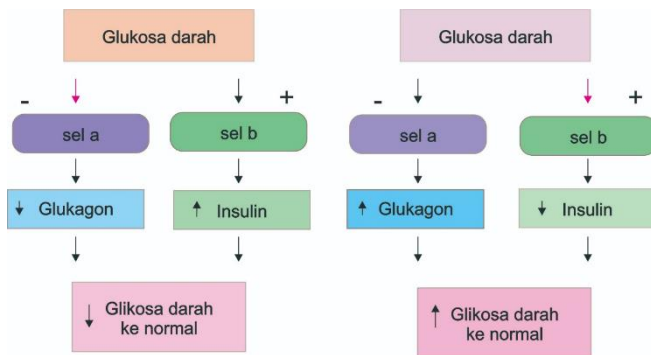 Glukosa darah
-
+
sel a
sel b
↓ Glukagon
↑ Insulin
↓ Glikosa darah
ke normal
Glukosa darah
-
+
sel a
sel b
↑ Glukagon
↓ Insulin
↑ Glikosa darah
ke normal